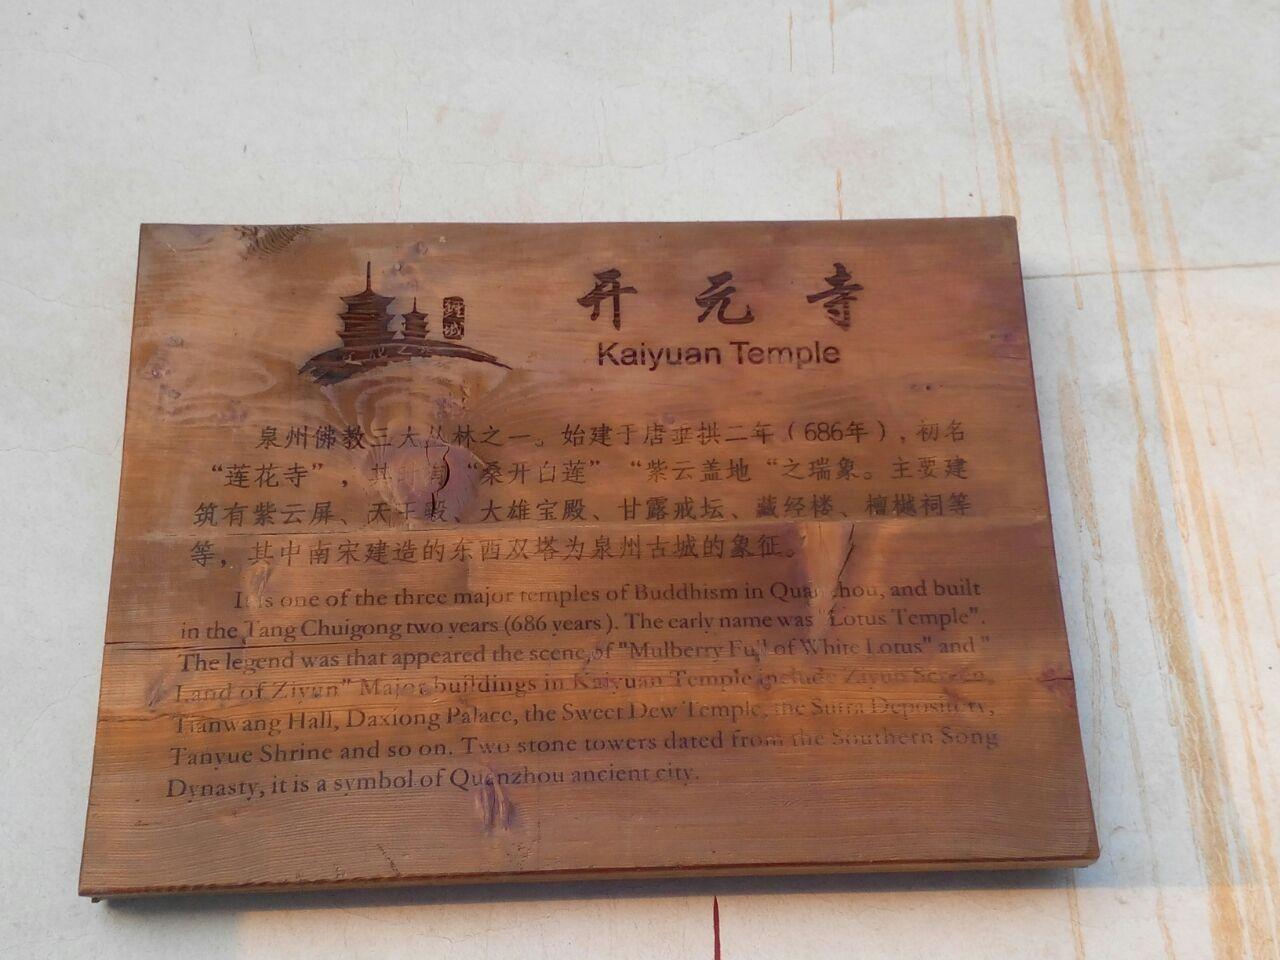 开元寺
Kaiyuan Temple
泉州佛教三大丛林之一。始建于唐垂拱二年（686年），初名
“莲花寺”，其时有“桑开白莲” “紫云盖地 “之瑞象。主要建
筑有紫云屏、天王殿、大雄宝殿、甘露戒坛、藏经楼、檀樾祠等
等，其中南宋建造的东西双塔为泉州古城的象征。
It is one of the three major temples of Buddhism in Quanzhou, and built
in the Tang Chuigong two years (686 years). The early name was "Lotus Temple".
The legend was that appeared the scene of "Mulberry Full of White Lotus" and "
Land of Ziyun" Major buildings in Kaiyuan Temple include Ziyun Screen,
Tianwang Hall, Daxiong Palace, the Sweet Dew Temple, the Sutra Depository,
Tanyue Shrine and so on. Two stone towers dated from the Southern Song
Dynasty, it is a symbol of Quanzhou ancient city.